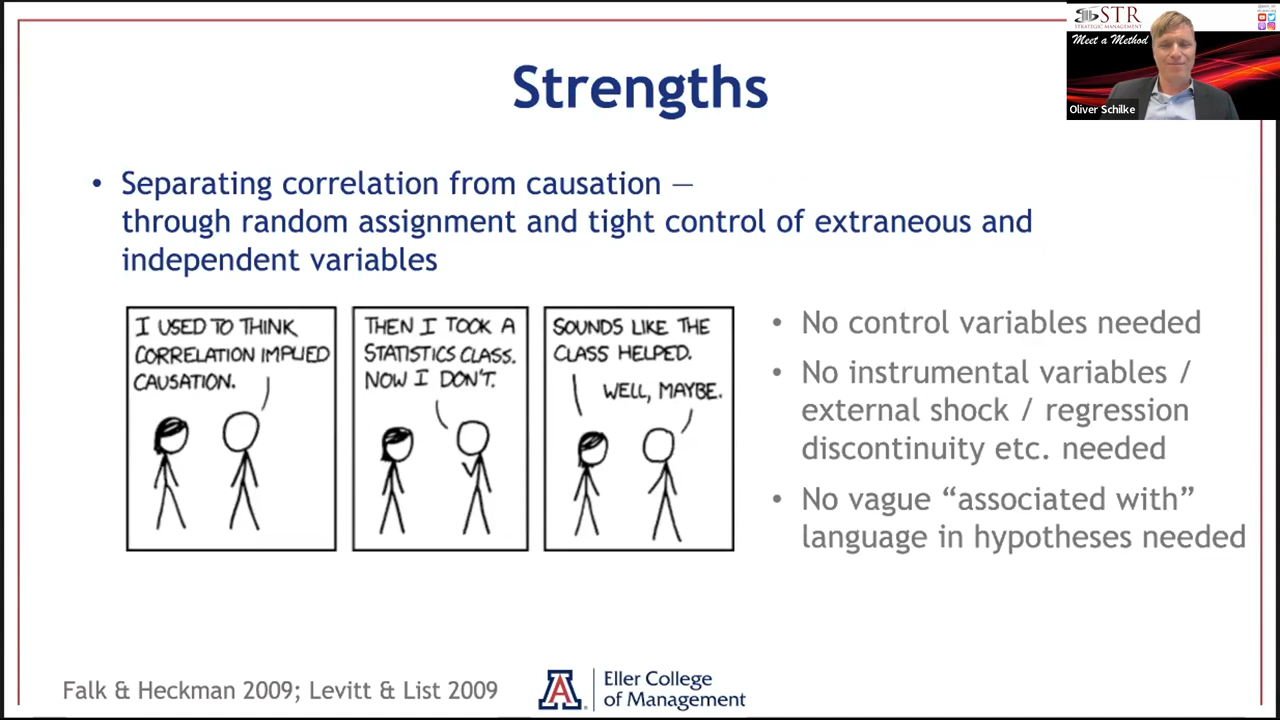 STR
STRATEGIC MANAGEMENT
Meet a Method
Oliver Schilke
Strengths
• Separating correlation from causation —
through random assignment and tight control of extraneous and
independent variables
I USED TO THINK
CORRELATION IMPLIED
CAUSATION.
THEN I TOOK A
STATISTICS CLASS.
NOW I DON'T.
SOUNDS LIKE THE
CLASS HELPED.
WELL, MAYBE.
• No control variables needed
• No instrumental variables /
external shock / regression
discontinuity etc. needed
• No vague “associated with”
language in hypotheses needed
Falk & Heckman 2009; Levitt & List 2009
A
Eller College
of Management